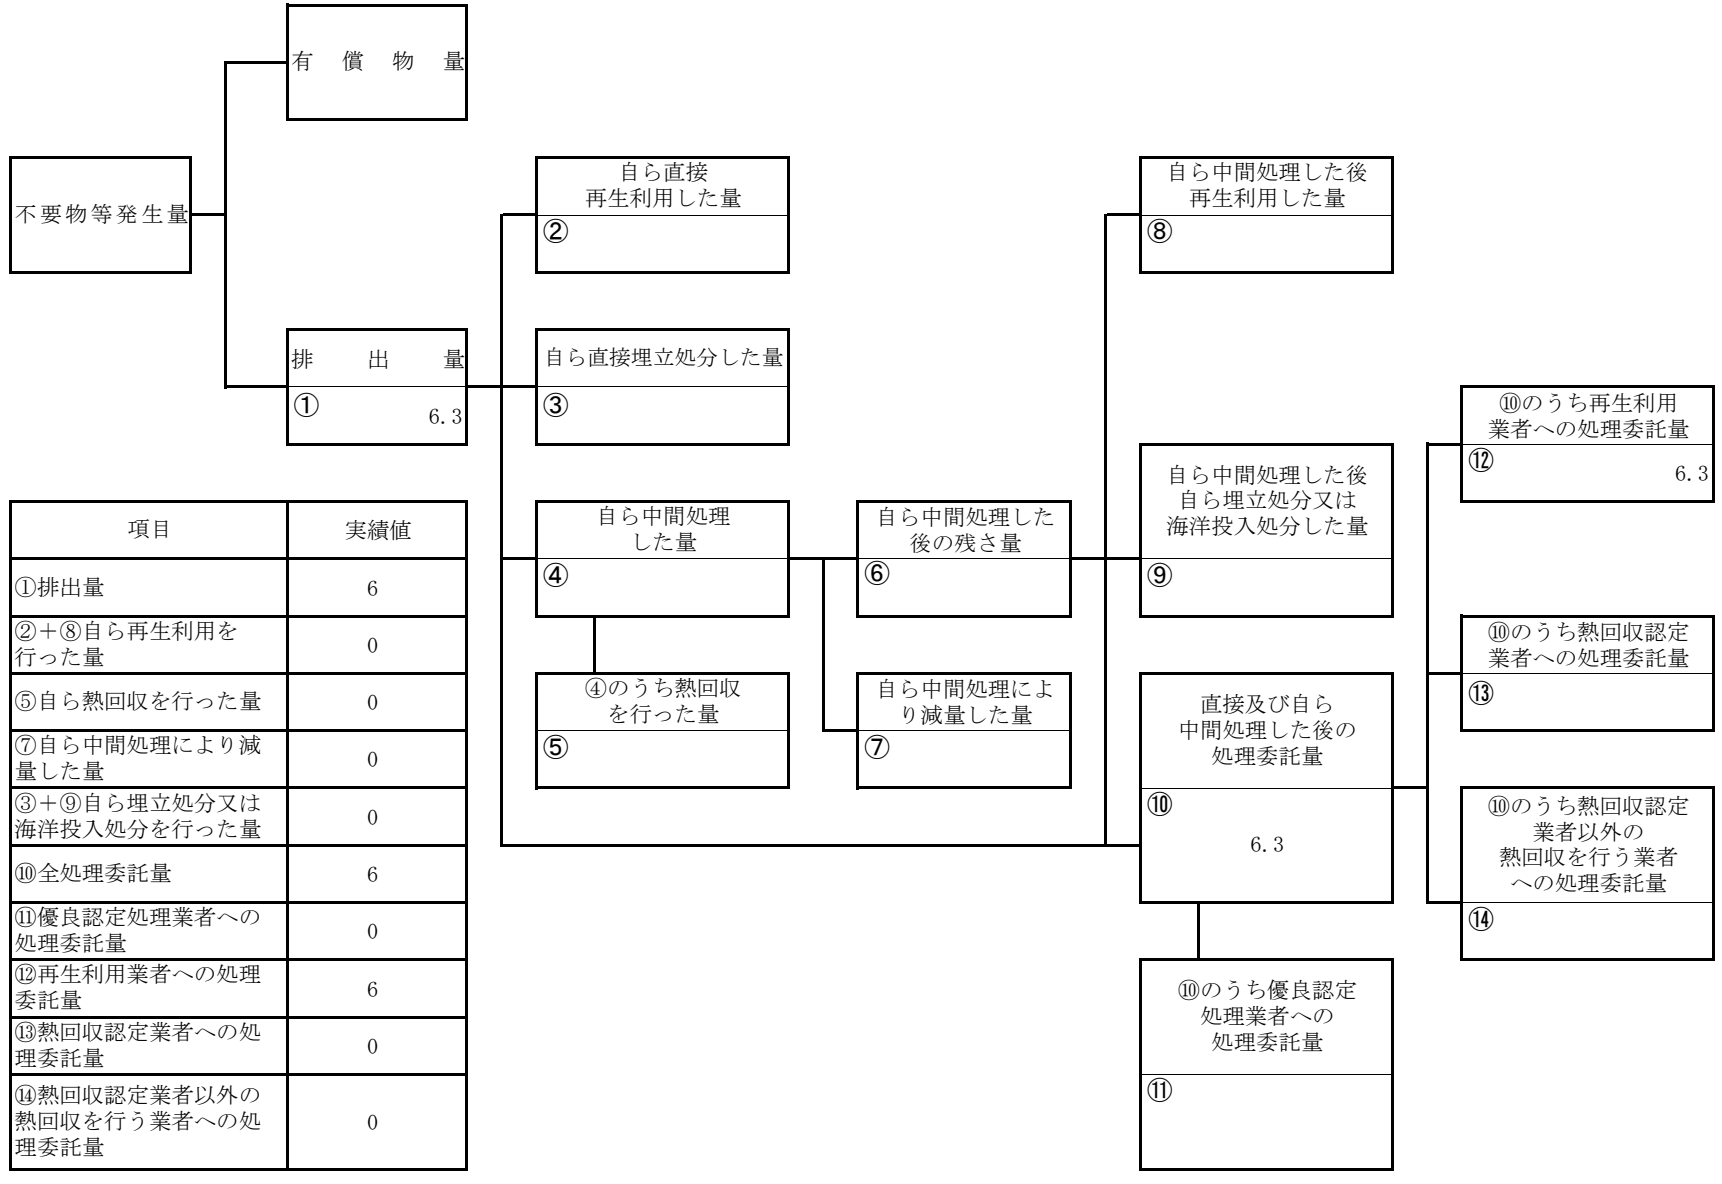 有償物量
不要物等発生量
排出量
①
6.3
自ら直接
再生利用した量
②
自ら直接埋立処分した量
③
自ら中間処理
した量
④
④のうち熱回収
を行った量
⑤
自ら中間処理した
後の残さ量
⑥
自ら中間処理によ
り減量した量
⑦
自ら中間処理した後
再生利用した量
⑧
自ら中間処理した後
自ら埋立処分又は
海洋投入処分した量
⑨
直接及び自ら
中間処理した後の
処理委託量
⑩
6.3
⑩のうち優良認定
処理業者への
処理委託量
⑪
⑩のうち再生利用
業者への処理委託量
⑫
6.3
⑩のうち熱回収認定
業者への処理委託量
⑬
⑩のうち熱回収認定
業者以外の
熱回収を行う業者
への処理委託量
⑭
項目 実績値
①排出量 6
②＋⑧自ら再生利用を
行った量 0
⑤自ら熱回収を行った量 0
⑦自ら中間処理により減
量した量 0
③＋⑨自ら埋立処分又は
海洋投入処分を行った量 0
⑩全処理委託量 6
⑪優良認定処理業者への
処理委託量 0
⑫再生利用業者への処理
委託量 6
⑬熱回収認定業者への処
理委託量 0
⑭熱回収認定業者以外の
熱回収を行う業者への処
理委託量 0